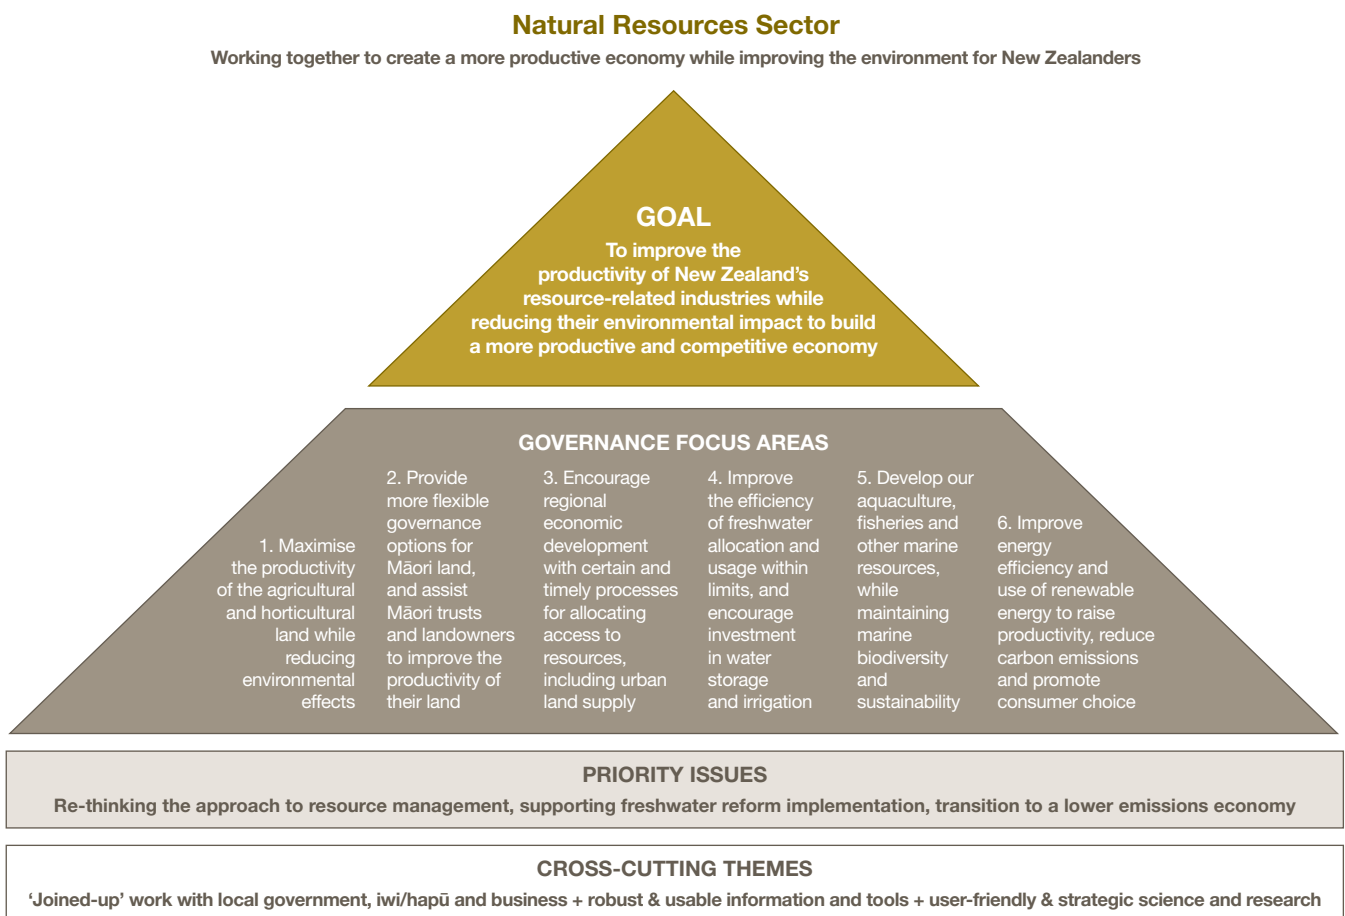 Natural Resources Sector
Working together to create a more productive economy while improving the environment for New Zealanders
GOAL
To improve the
productivity of New Zealand’s
resource-related industries while
reducing their environmental impact to build
a more productive and competitive economy
GOVERNANCE FOCUS AREAS
1. Maximise
the productivity
of the agricultural
and horticultural
land while
reducing
environmental
effects
2. Provide
more flexible
governance
options for
Māori land,
and assist
Māori trusts
and landowners
to improve the
productivity of
their land
3. Encourage
regional
economic
development
with certain and
timely processes
for allocating
access to
resources,
including urban
land supply
4. Improve
the efficiency
of freshwater
allocation and
usage within
limits, and
encourage
investment
in water
storage
and irrigation
5. Develop our
aquaculture,
fisheries and
other marine
resources,
while
maintaining
marine
biodiversity
and
sustainability
6. Improve
energy
efficiency and
use of renewable
energy to raise
productivity, reduce
carbon emissions
and promote
consumer choice
PRIORITY ISSUES
Re-thinking the approach to resource management, supporting freshwater reform implementation, transition to a lower emissions economy
CROSS-CUTTING THEMES
‘Joined-up’ work with local government, iwi/hapū and business + robust & usable information and tools + user-friendly & strategic science and research